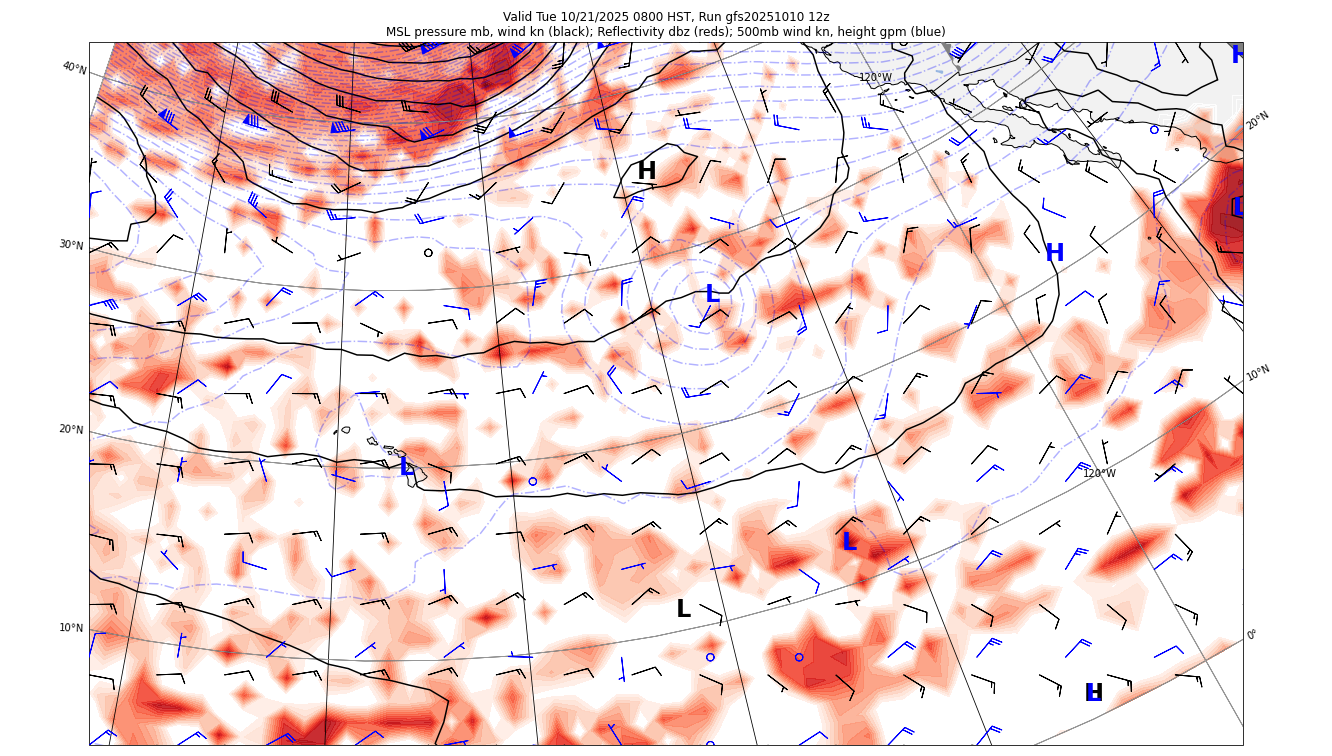 Valid Tue 10/21/2025 0800 HST, Run gfs20251010 12z
MSL pressure mb, wind kn (black); Reflectivity dbz (reds); 500mb wind kn, height gpm (blue)
H
40°N
120°W
20°N
H
L
30°N
H
L
10°N
20°N
L
120°W
L
L
10°N
0°
H
L